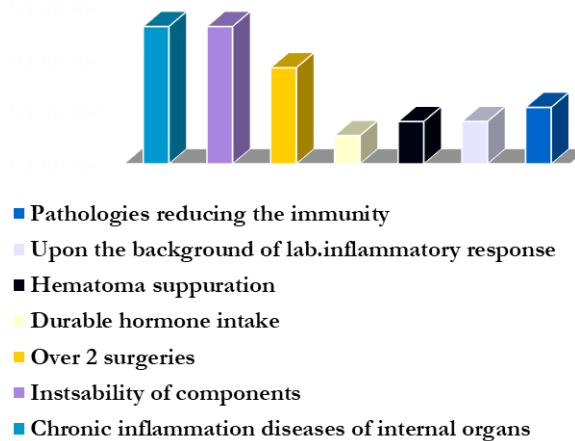 Pathologies reducing the immunity
Upon the background of lab.inflammatory response
Hematoma suppuration
Durable hormone intake
Over 2 surgeries
Instsability of components
Chronic inflammation diseases of internal organs